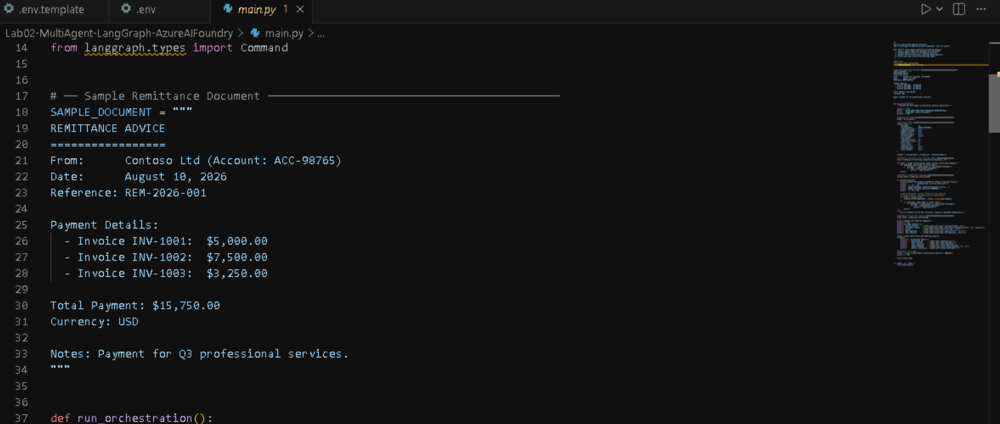 .env.template .env main.py 1
Lab02-MultiAgent-LangGraph-AzureAIFoundry > main.py > ...
14 from langgraph.types import Command
15
16
17 # ── Sample Remittance Document ───────────────────────────────────────────
18 SAMPLE_DOCUMENT = """
19 REMITTANCE ADVICE
20 =================
21 From:      Contoso Ltd (Account: ACC-98765)
22 Date:      August 10, 2026
23 Reference: REM-2026-001
24
25 Payment Details:
26   - Invoice INV-1001:  $5,000.00
27   - Invoice INV-1002:  $7,500.00
28   - Invoice INV-1003:  $3,250.00
29
30 Total Payment: $15,750.00
31 Currency: USD
32
33 Notes: Payment for Q3 professional services.
34 """
35
36
37 def run_orchestration():